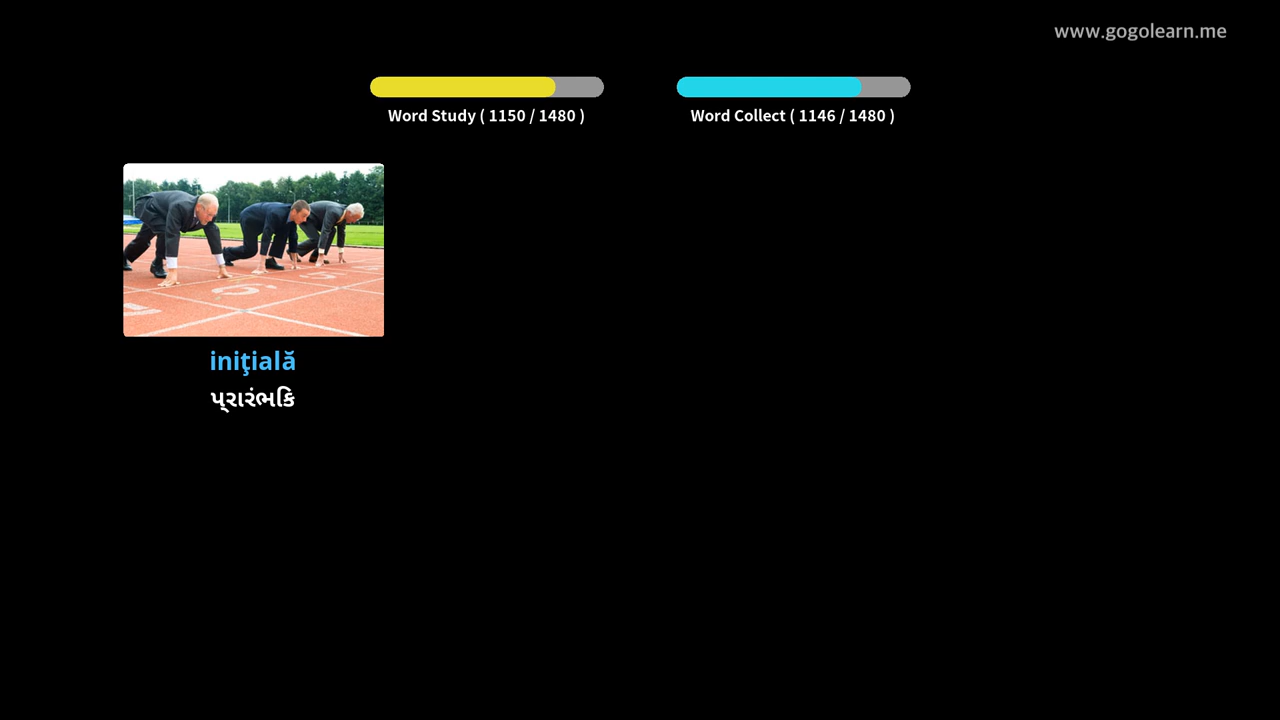 www.gogolearn.me
Word Study ( 1150 / 1480 )
Word Collect ( 1146 / 1480 )
iniţială
પ્રારંભિક